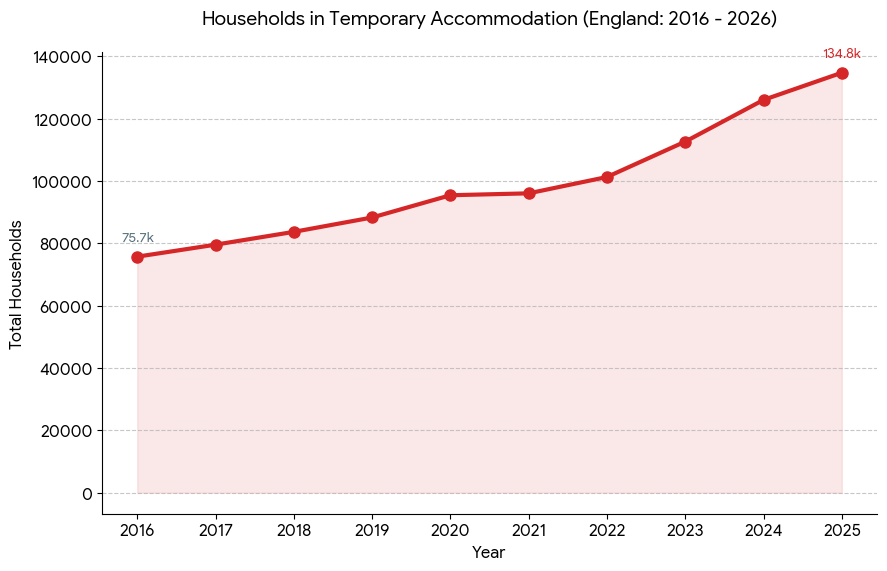 Households in Temporary Accommodation (England: 2016 - 2026)
134.8k
140000
120000
100000
75.7k
80000
60000
40000
20000
0
Total Households
2016 2017 2018 2019 2020 2021 2022 2023 2024 2025
Year